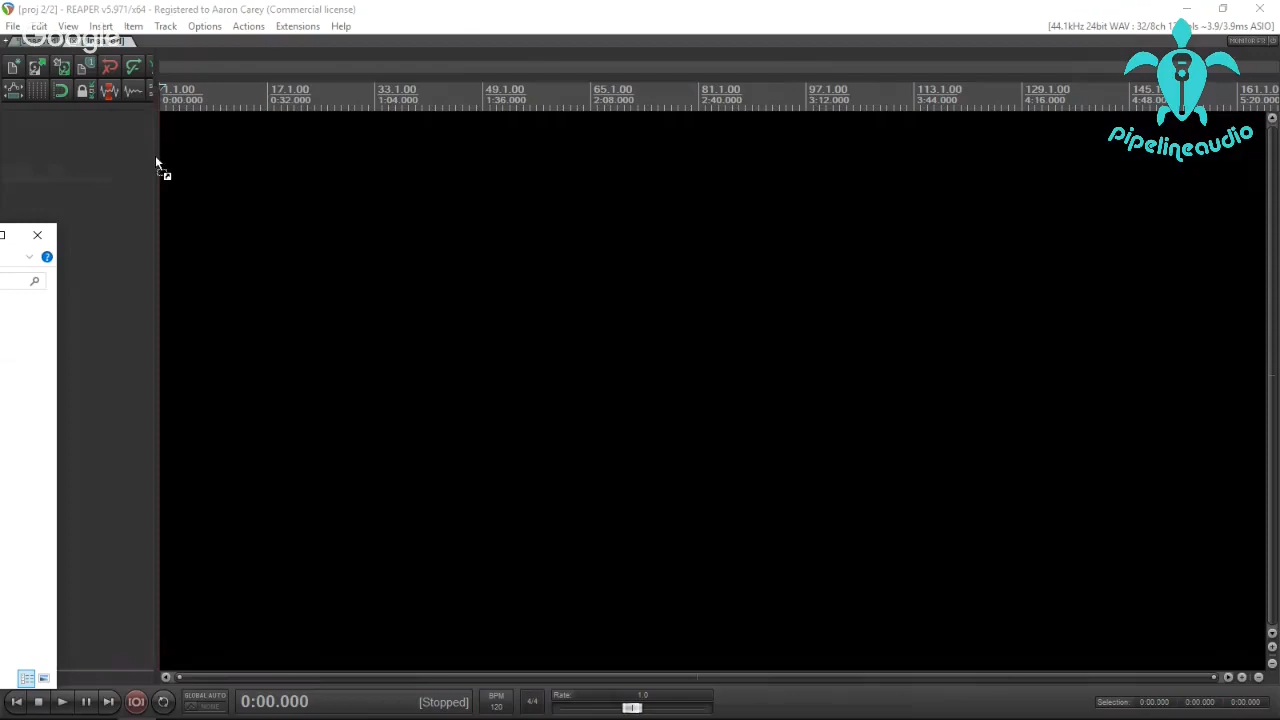 [proj 2/2] - REAPER v5.971/x64 - Registered to Aaron Carey (Commercial license)
File Edit View Insert Item Track Options Actions Extensions Help
[44.1kHz 24bit WAV : 32/8ch
~3.9/3.9ms ASIO]
Google
MONITOR FX
pipelineaudio
1.1.00 17.1.00 33.1.00 49.1.00 65.1.00 81.1.00 97.1.00 113.1.00 129.1.00 145. 161.1.0
0:00.000 0:32.000 1:04.000 1:36.000 2:08.000 2:40.000 3:12.000 3:44.000 4:16.000 4:48. 5:20.0
GLOBAL AUTO
NONE
0:00.000 [Stopped]
BPM
120
4/4
Rate: 1.0
Selection: 0:00.000 0:00.000 0:00.000